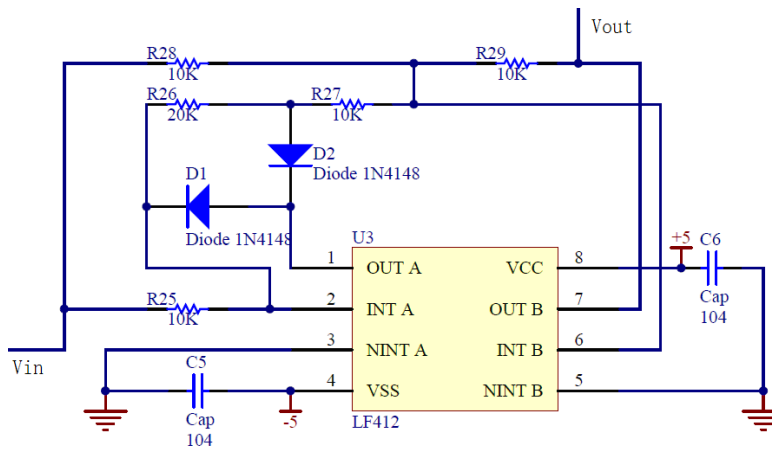 Vout
R28
10K
R29
10K
R26
20K
R27
10K
D2
Diode 1N4148
D1
Diode 1N4148
U3
1
OUT A
VCC
8
2
INT A
OUT B
7
3
NINT A
INT B
6
4
VSS
NINT B
5
LF412
+5
C6
Cap
104
R25
10K
Vin
C5
Cap
104
-5